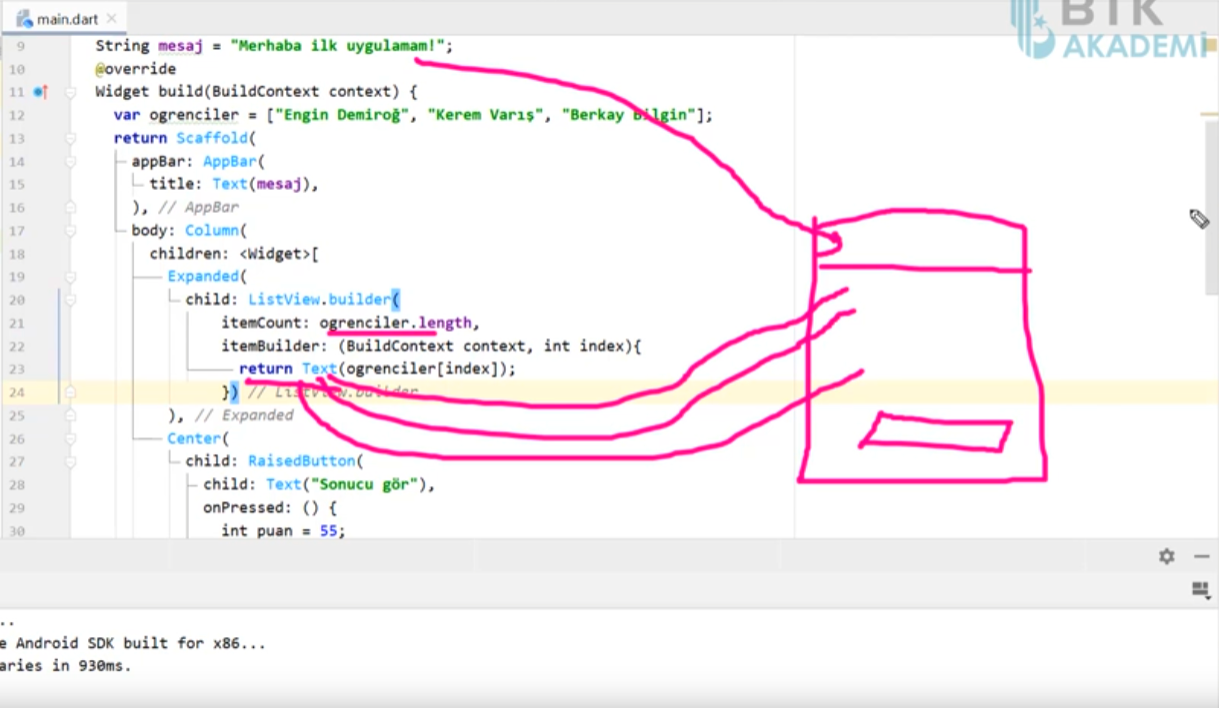 main.dart
BTK
AKADEMİ
9 String mesaj = "Merhaba ilk uygulamam!";
10 @override
11 Widget build(BuildContext context) {
12 var ogrenciler = ["Engin Demiroğ", "Kerem Varış", "Berkay Bilgin"];
13 return Scaffold(
14 appBar: AppBar(
15 title: Text(mesaj),
16 ), // AppBar
17 body: Column(
18 children: <Widget>[
19 Expanded(
20 child: ListView.builder(
21 itemCount: ogrenciler.length,
22 itemBuilder: (BuildContext context, int index){
23 return Text(ogrenciler[index]);
24 }) // ListView.builder
25 ), // Expanded
26 Center(
27 child: RaisedButton(
28 child: Text("Sonucu gör"),
29 onPressed: () {
30 int puan = 55;
..
e Android SDK built for x86...
aries in 930ms.